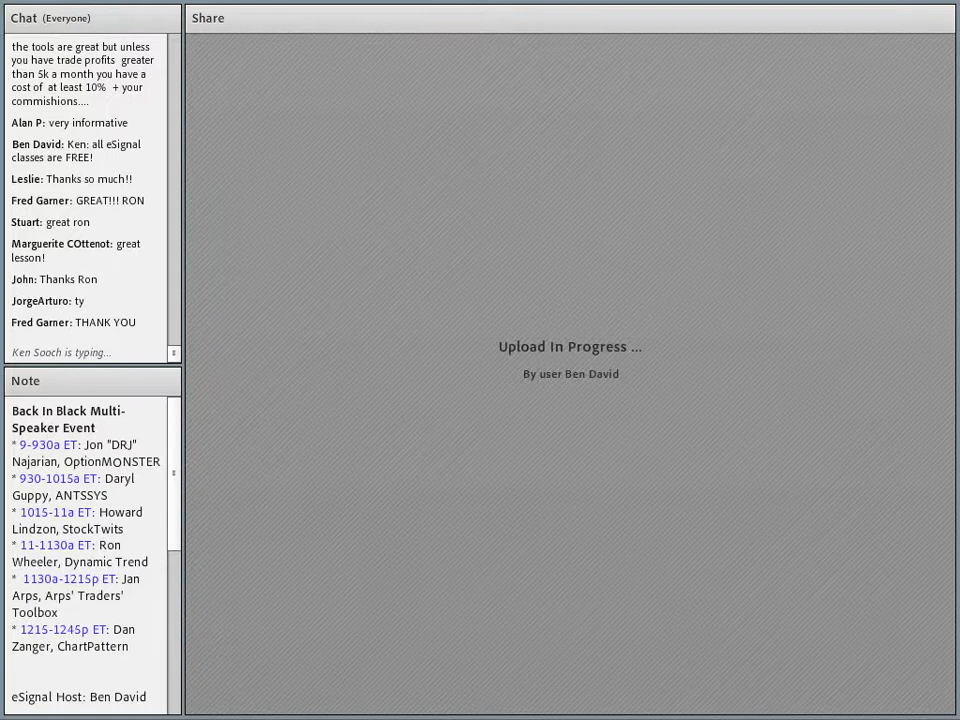 Chat (Everyone)
the tools are great but unless
you have trade profits greater
than 5k a month you have a
cost of at least 10% + your
commishions....
Alan P: very informative
Ben David: Ken: all eSignal
classes are FREE!
Leslie: Thanks so much!!
Fred Garner: GREAT!!! RON
Stuart: great ron
Marguerite COttenot: great
lesson!
John: Thanks Ron
JorgeArturo: ty
Fred Garner: THANK YOU
Ken Soach is typing...
Note
Back In Black Multi-
Speaker Event
* 9-930a ET: Jon "DRJ"
Najarian, OptionMONSTER
* 930-1015a ET: Daryl
Guppy, ANTSSYS
* 1015-11a ET: Howard
Lindzon, StockTwits
* 11-1130a ET: Ron
Wheeler, Dynamic Trend
* 1130a-1215p ET: Jan
Arps, Arps' Traders'
Toolbox
* 1215-1245p ET: Dan
Zanger, ChartPattern
eSignal Host: Ben David
Share
Upload In Progress ...
By user Ben David